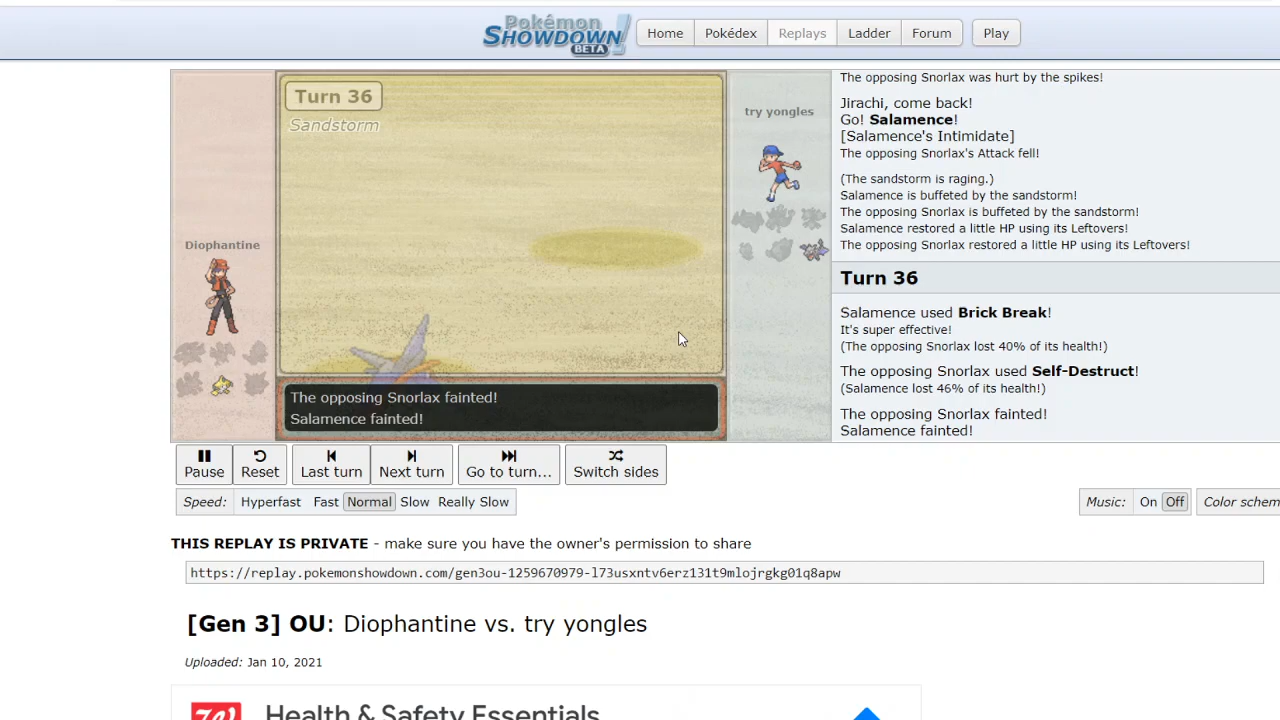 Pokémon
SHOWDOWN!
BETA
Home
Pokédex
Replays
Ladder
Forum
Play
Turn 36
Sandstorm
Diophantine
try yongles
The opposing Snorlax fainted!
Salamence fainted!
The opposing Snorlax was hurt by the spikes!
Jirachi, come back!
Go! Salamence!
[Salamence's Intimidate]
The opposing Snorlax's Attack fell!
(The sandstorm is raging.)
Salamence is buffeted by the sandstorm!
The opposing Snorlax is buffeted by the sandstorm!
Salamence restored a little HP using its Leftovers!
The opposing Snorlax restored a little HP using its Leftovers!
Turn 36
Salamence used Brick Break!
It's super effective!
(The opposing Snorlax lost 40% of its health!)
The opposing Snorlax used Self-Destruct!
(Salamence lost 46% of its health!)
The opposing Snorlax fainted!
Salamence fainted!
Pause
Reset
Last turn
Next turn
Go to turn...
Switch sides
Speed: Hyperfast Fast Normal Slow Really Slow
Music: On Off
Color schem
THIS REPLAY IS PRIVATE - make sure you have the owner's permission to share
https://replay.pokemonshowdown.com/gen3ou-1259670979-l73usxntv6erz131t9mlojrgkg01q8apw
[Gen 3] OU: Diophantine vs. try yongles
Uploaded: Jan 10, 2021
Health & Safety Essentials